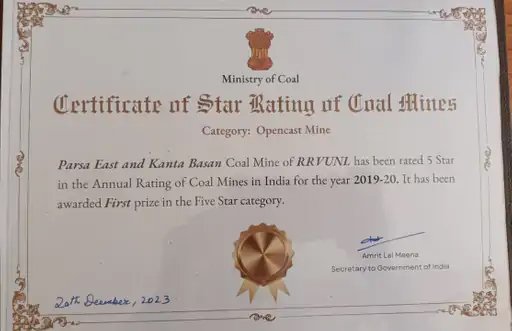 Ministry of Coal
Certificate of Star Rating of Coal Mines
Category: Opencast Mine
Parsa East and Kanta Basan Coal Mine of RRVUNL has been rated 5 Star
in the Annual Rating of Coal Mines in India for the year 2019-20. It has been
awarded First prize in the Five Star category.
Amrit Lal Meena
Secretary to Government of India
20th December, 2023